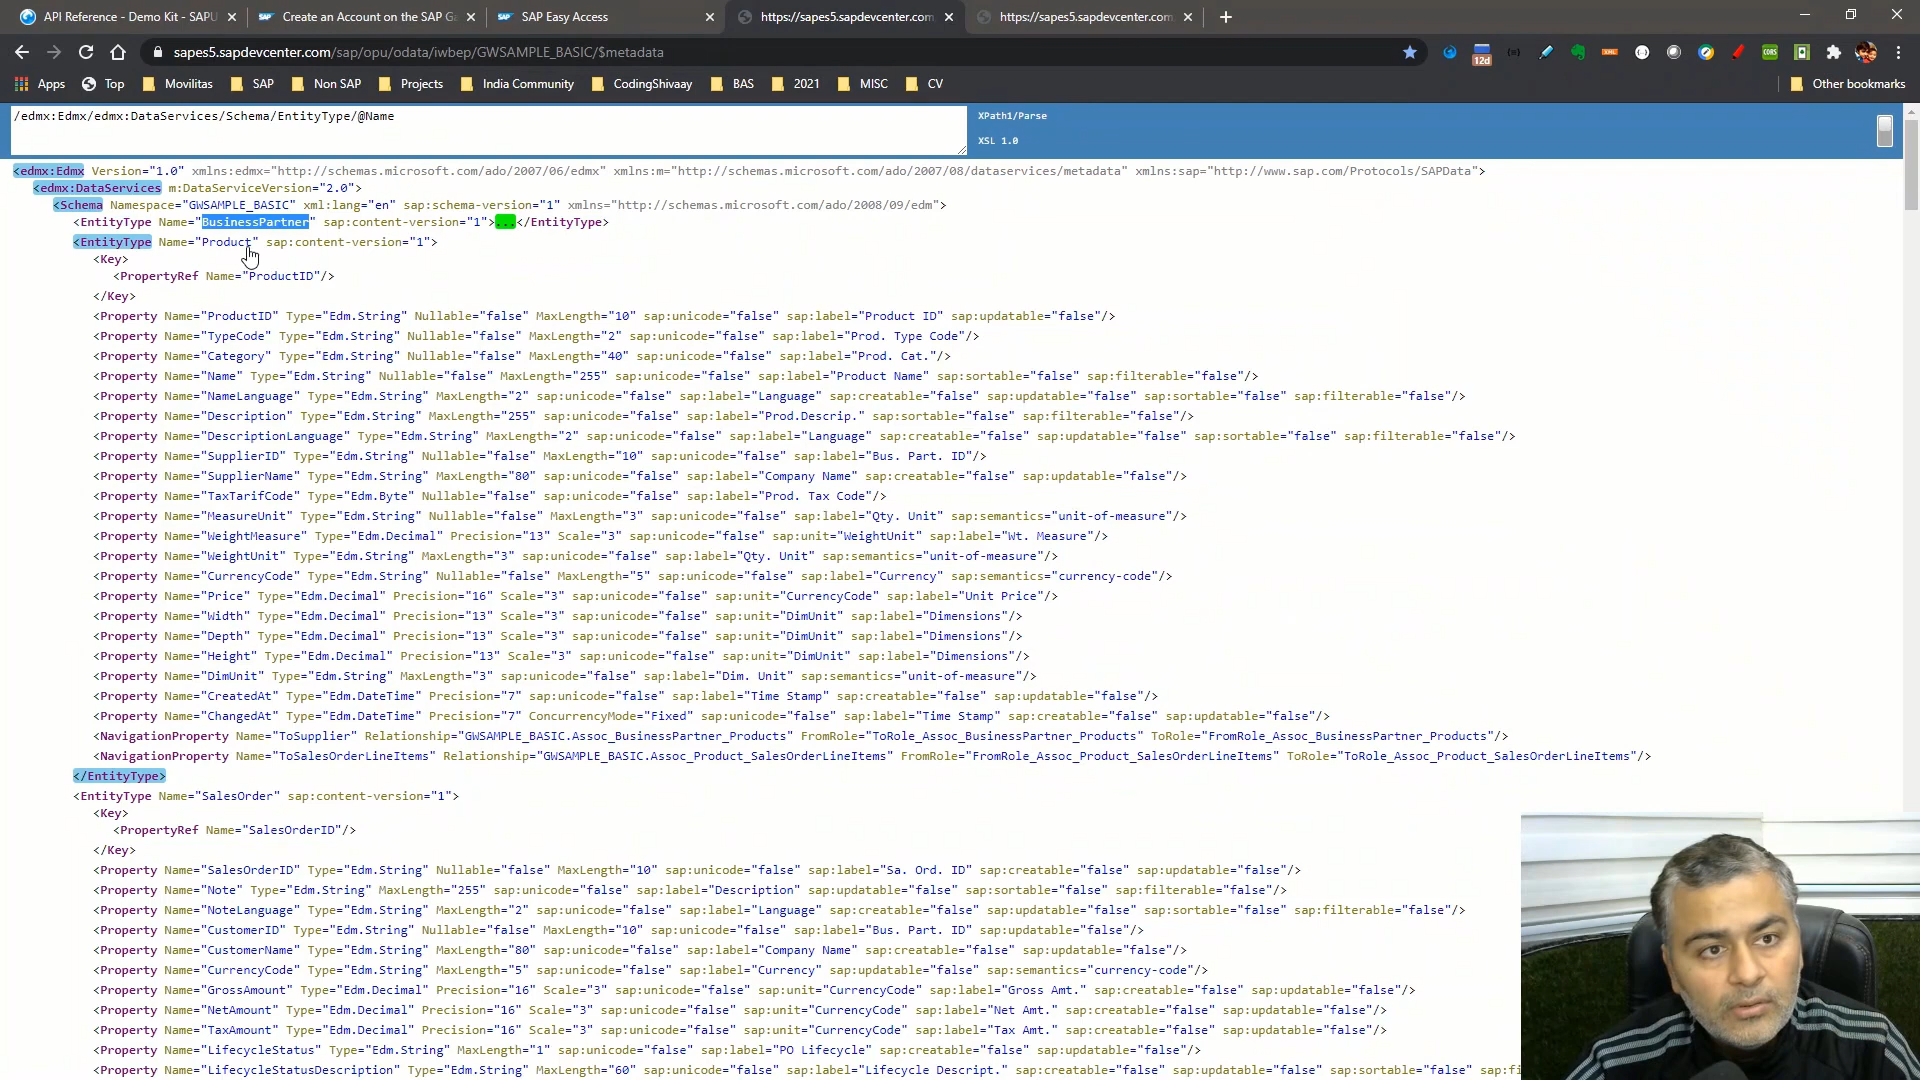 API Reference - Demo Kit - SAPU
Create an Account on the SAP G
SAP Easy Access
https://sapes5.sapdevcenter.com
https://sapes5.sapdevcenter.com
sapes5.sapdevcenter.com/sap/opu/odata/iwbep/GWSAMPLE_BASIC/$metadata
12d
Apps Top Movilitas SAP Non SAP Projects India Community CodingShivaay BAS 2021 MISC CV Other bookmarks
/edmx:Edmx/edmx:DataServices/Schema/EntityType/@Name
XPath1/Parse
XSL 1.0
<edmx:Edmx Version="1.0" xmlns:edmx="http://schemas.microsoft.com/ado/2007/06/edmx" xmlns:m="http://schemas.microsoft.com/ado/2007/08/dataservices/metadata" xmlns:sap="http://www.sap.com/Protocols/SAPData">
<edmx:DataServices m:DataServiceVersion="2.0">
<Schema Namespace="GWSAMPLE_BASIC" xml:lang="en" sap:schema-version="1" xmlns="http://schemas.microsoft.com/ado/2008/09/edm">
<EntityType Name="BusinessPartner" sap:content-version="1">...</EntityType>
<EntityType Name="Product" sap:content-version="1">
<Key>
<PropertyRef Name="ProductID"/>
</Key>
<Property Name="ProductID" Type="Edm.String" Nullable="false" MaxLength="10" sap:unicode="false" sap:label="Product ID" sap:updatable="false"/>
<Property Name="TypeCode" Type="Edm.String" Nullable="false" MaxLength="2" sap:unicode="false" sap:label="Prod. Type Code"/>
<Property Name="Category" Type="Edm.String" Nullable="false" MaxLength="40" sap:unicode="false" sap:label="Prod. Cat."/>
<Property Name="Name" Type="Edm.String" Nullable="false" MaxLength="255" sap:unicode="false" sap:label="Product Name" sap:sortable="false" sap:filterable="false"/>
<Property Name="NameLanguage" Type="Edm.String" MaxLength="2" sap:unicode="false" sap:label="Language" sap:creatable="false" sap:updatable="false" sap:sortable="false" sap:filterable="false"/>
<Property Name="Description" Type="Edm.String" MaxLength="255" sap:unicode="false" sap:label="Prod.Descrip." sap:sortable="false" sap:filterable="false"/>
<Property Name="DescriptionLanguage" Type="Edm.String" MaxLength="2" sap:unicode="false" sap:label="Language" sap:creatable="false" sap:updatable="false" sap:sortable="false" sap:filterable="false"/>
<Property Name="SupplierID" Type="Edm.String" Nullable="false" MaxLength="10" sap:unicode="false" sap:label="Bus. Part. ID"/>
<Property Name="SupplierName" Type="Edm.String" MaxLength="80" sap:unicode="false" sap:label="Company Name" sap:creatable="false" sap:updatable="false"/>
<Property Name="TaxTarifCode" Type="Edm.Byte" Nullable="false" sap:unicode="false" sap:label="Prod. Tax Code"/>
<Property Name="MeasureUnit" Type="Edm.String" Nullable="false" MaxLength="3" sap:unicode="false" sap:label="Qty. Unit" sap:semantics="unit-of-measure"/>
<Property Name="WeightMeasure" Type="Edm.Decimal" Precision="13" Scale="3" sap:unicode="false" sap:unit="WeightUnit" sap:label="Wt. Measure"/>
<Property Name="WeightUnit" Type="Edm.String" MaxLength="3" sap:unicode="false" sap:label="Qty. Unit" sap:semantics="unit-of-measure"/>
<Property Name="CurrencyCode" Type="Edm.String" Nullable="false" MaxLength="5" sap:unicode="false" sap:label="Currency" sap:semantics="currency-code"/>
<Property Name="Price" Type="Edm.Decimal" Precision="16" Scale="3" sap:unicode="false" sap:unit="CurrencyCode" sap:label="Unit Price"/>
<Property Name="Width" Type="Edm.Decimal" Precision="13" Scale="3" sap:unicode="false" sap:unit="DimUnit" sap:label="Dimensions"/>
<Property Name="Depth" Type="Edm.Decimal" Precision="13" Scale="3" sap:unicode="false" sap:unit="DimUnit" sap:label="Dimensions"/>
<Property Name="Height" Type="Edm.Decimal" Precision="13" Scale="3" sap:unicode="false" sap:unit="DimUnit" sap:label="Dimensions"/>
<Property Name="DimUnit" Type="Edm.String" MaxLength="3" sap:unicode="false" sap:label="Dim. Unit" sap:semantics="unit-of-measure"/>
<Property Name="CreatedAt" Type="Edm.DateTime" Precision="7" sap:unicode="false" sap:label="Time Stamp" sap:creatable="false" sap:updatable="false"/>
<Property Name="ChangedAt" Type="Edm.DateTime" Precision="7" ConcurrencyMode="Fixed" sap:unicode="false" sap:label="Time Stamp" sap:creatable="false" sap:updatable="false"/>
<NavigationProperty Name="ToSupplier" Relationship="GWSAMPLE_BASIC.Assoc_BusinessPartner_Products" FromRole="ToRole_Assoc_BusinessPartner_Products" ToRole="FromRole_Assoc_BusinessPartner_Products"/>
<NavigationProperty Name="ToSalesOrderLineItems" Relationship="GWSAMPLE_BASIC.Assoc_Product_SalesOrderLineItems" FromRole="FromRole_Assoc_Product_SalesOrderLineItems" ToRole="ToRole_Assoc_Product_SalesOrderLineItems"/>
</EntityType>
<EntityType Name="SalesOrder" sap:content-version="1">
<Key>
<PropertyRef Name="SalesOrderID"/>
</Key>
<Property Name="SalesOrderID" Type="Edm.String" Nullable="false" MaxLength="10" sap:unicode="false" sap:label="Sa. Ord. ID" sap:creatable="false" sap:updatable="false"/>
<Property Name="Note" Type="Edm.String" MaxLength="255" sap:unicode="false" sap:label="Description" sap:updatable="false" sap:sortable="false" sap:filterable="false"/>
<Property Name="NoteLanguage" Type="Edm.String" MaxLength="2" sap:unicode="false" sap:label="Language" sap:creatable="false" sap:updatable="false" sap:sortable="false" sap:filterable="false"/>
<Property Name="CustomerID" Type="Edm.String" Nullable="false" MaxLength="10" sap:unicode="false" sap:label="Bus. Part. ID" sap:updatable="false"/>
<Property Name="CustomerName" Type="Edm.String" MaxLength="80" sap:unicode="false" sap:label="Company Name" sap:creatable="false" sap:updatable="false"/>
<Property Name="CurrencyCode" Type="Edm.String" MaxLength="5" sap:unicode="false" sap:label="Currency" sap:updatable="false" sap:semantics="currency-code"/>
<Property Name="GrossAmount" Type="Edm.Decimal" Precision="16" Scale="3" sap:unicode="false" sap:unit="CurrencyCode" sap:label="Gross Amt." sap:creatable="false" sap:updatable="false"/>
<Property Name="NetAmount" Type="Edm.Decimal" Precision="16" Scale="3" sap:unicode="false" sap:unit="CurrencyCode" sap:label="Net Amt." sap:creatable="false" sap:updatable="false"/>
<Property Name="TaxAmount" Type="Edm.Decimal" Precision="16" Scale="3" sap:unicode="false" sap:unit="CurrencyCode" sap:label="Tax Amt." sap:creatable="false" sap:updatable="false"/>
<Property Name="LifecycleStatus" Type="Edm.String" MaxLength="1" sap:unicode="false" sap:label="PO Lifecycle" sap:creatable="false" sap:updatable="false"/>
<Property Name="LifecycleStatusDescription" Type="Edm.String" MaxLength="60" sap:unicode="false" sap:label="Lifecycle Descript." sap:creatable="false" sap:updatable="false" sap:sortable="false" sap:fi